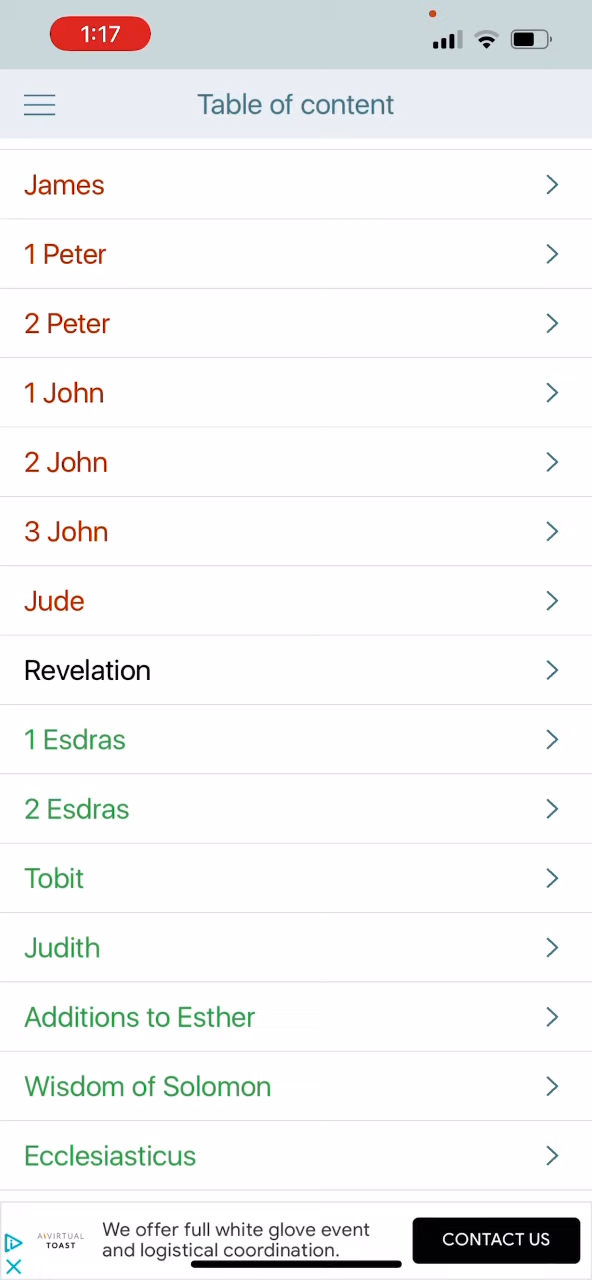 1:17
Table of content
James
1 Peter
2 Peter
1 John
2 John
3 John
Jude
Revelation
1 Esdras
2 Esdras
Tobit
Judith
Additions to Esther
Wisdom of Solomon
Ecclesiasticus
AVIRTUAL
TOAST
We offer full white glove event
and logistical coordination.
CONTACT US